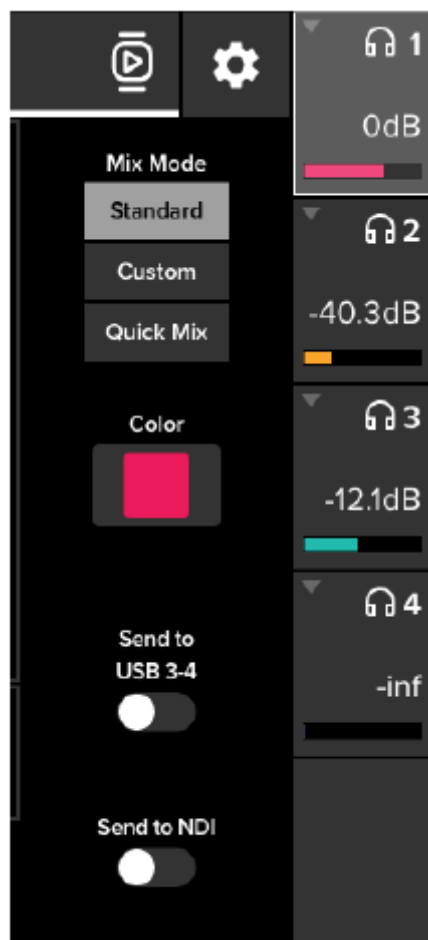 Mix Mode
Standard
Custom
Quick Mix
Color
Send to
USB 3-4
Send to NDI
1
0dB
2
-40.3dB
3
-12.1dB
4
-inf